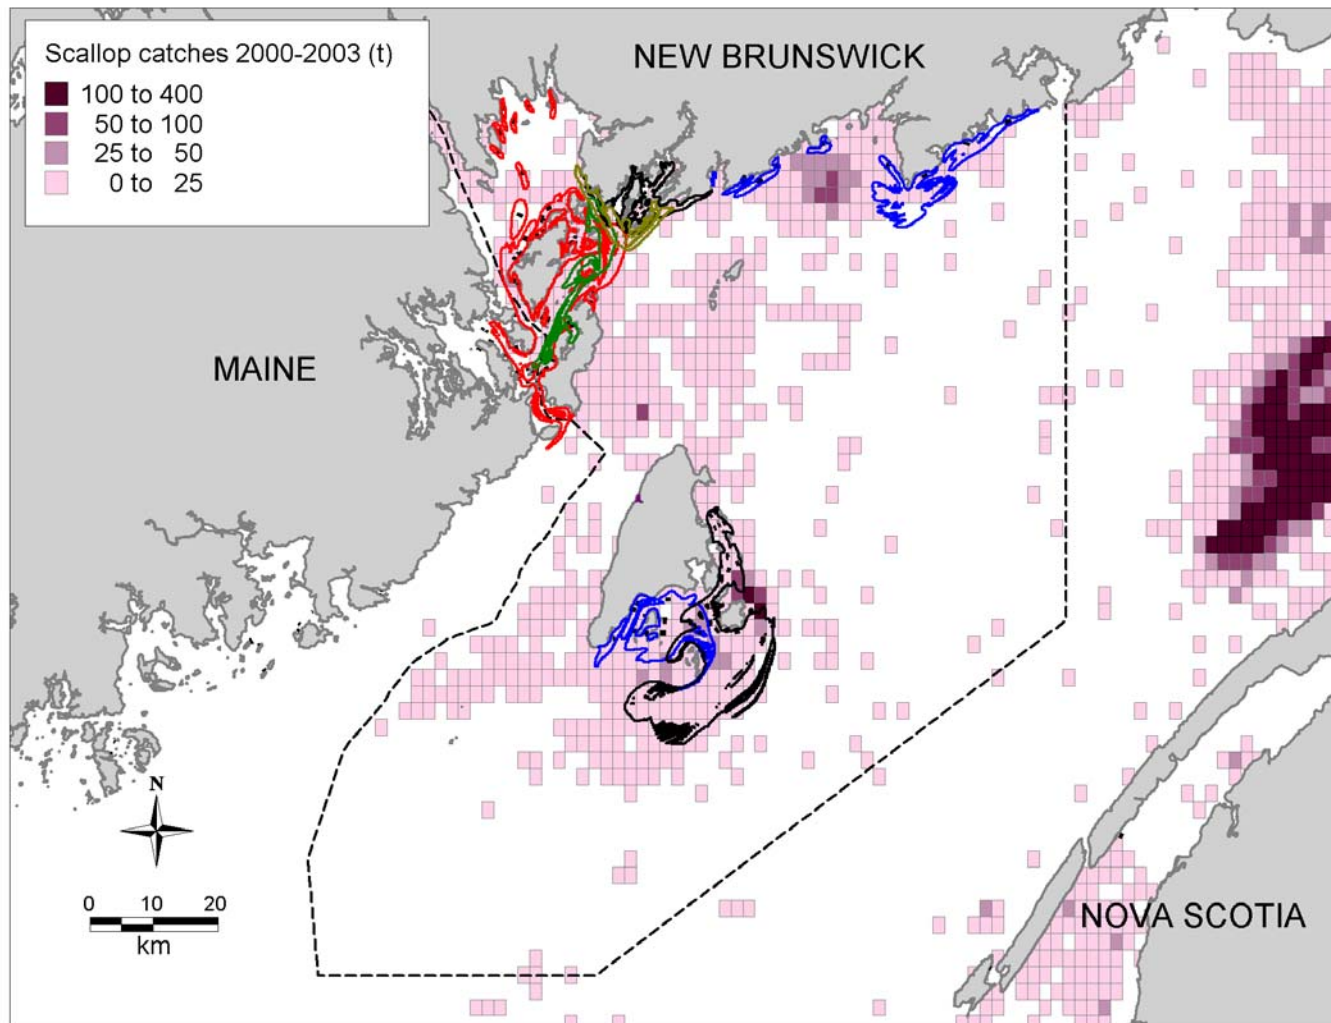 Scallop catches 2000-2003 (t)
100 to 400
50 to 100
25 to 50
0 to 25
NEW BRUNSWICK
MAINE
N
0 10 20
km
NOVA SCOTIA